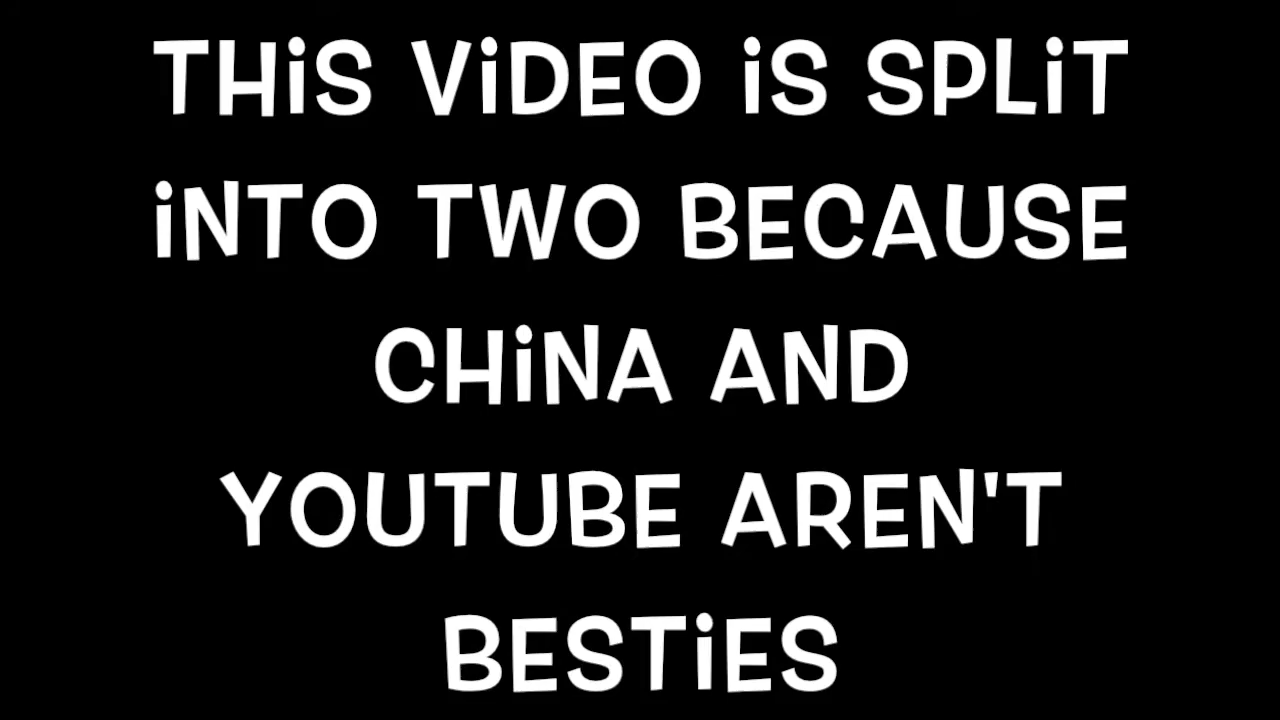 THiS ViDEO iS SPLiT
iNTO TWO BECAUSE
CHiNA AND
YOUTUBE AREN'T
BESTiES